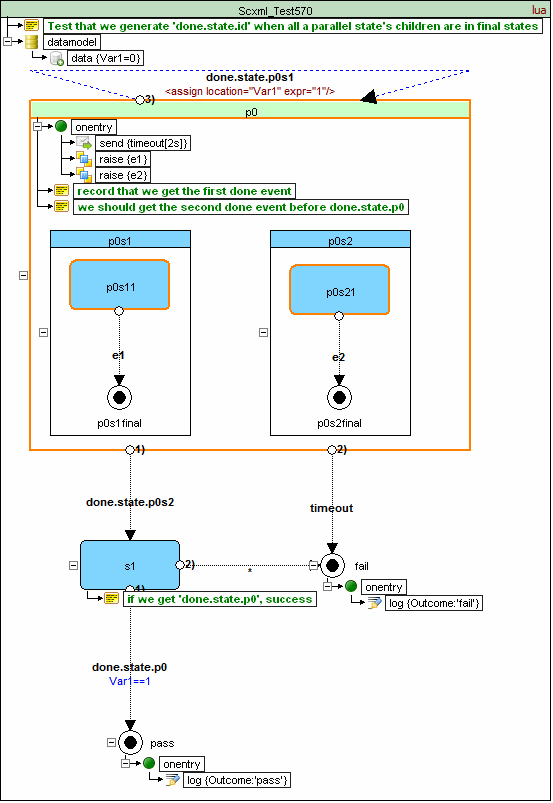 Scxml_Test570
lua
Test that we generate 'done.state.id' when all a parallel state's children are in final states
datamodel
data {Var1=0}
done.state.p0s1
<assign location="Var1" expr="1"/>
3)
p0
onentry
send {timeout[2s]}
raise {e1}
raise {e2}
record that we get the first done event
we should get the second done event before done.state.p0
p0s1
p0s2
p0s11
p0s21
e1
e2
p0s1final
p0s2final
1)
2)
done.state.p0s2
timeout
s1
2)
*
fail
1)
onentry
if we get 'done.state.p0', success
log {Outcome:'fail'}
done.state.p0
Var1==1
pass
onentry
log {Outcome:'pass'}